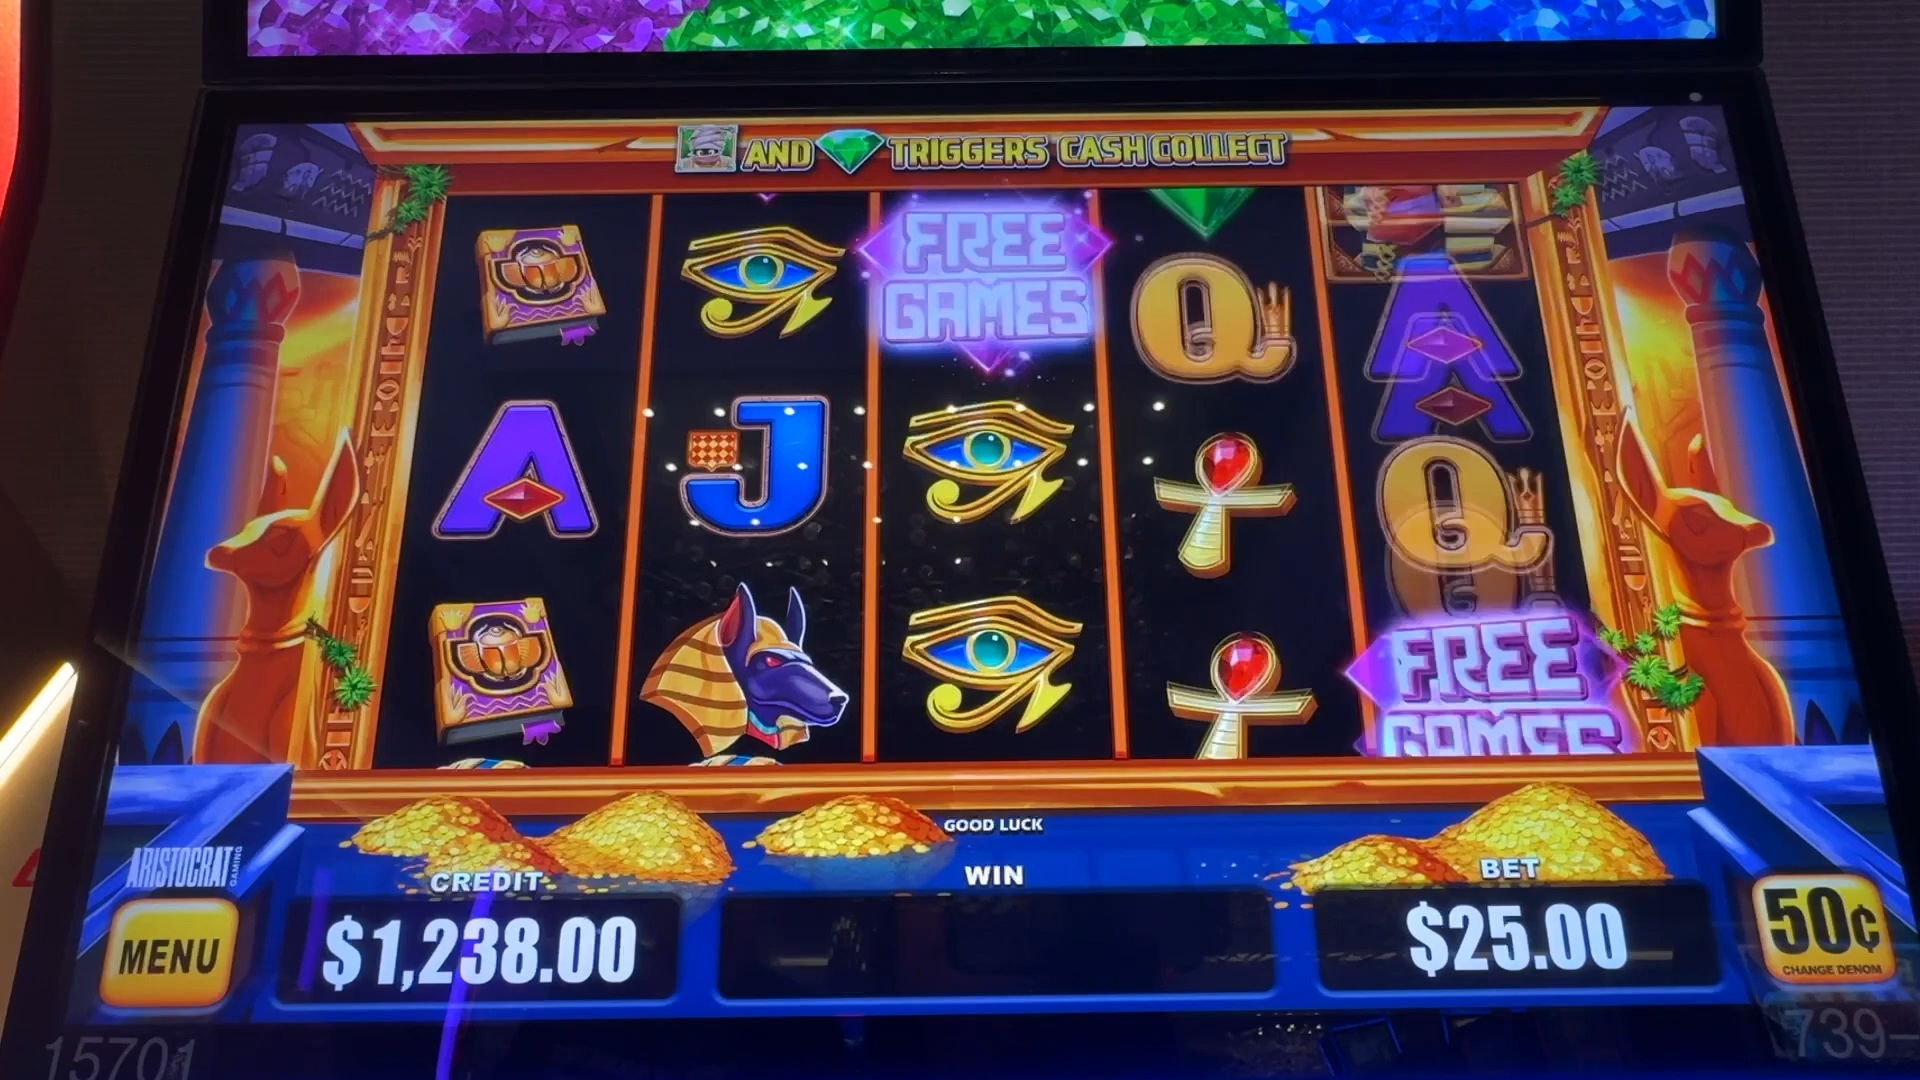 AND TRIGGERS CASH COLLECT
FREE
GAMES
Q
A
A
A
J
Q
Q
FREE
GAMES
GOOD LUCK
ARISTOCRAT
GAMING
CREDIT
WIN
BET
MENU
$1,238.00
$25.00
50¢
CHANGE DENOM
15701
739-